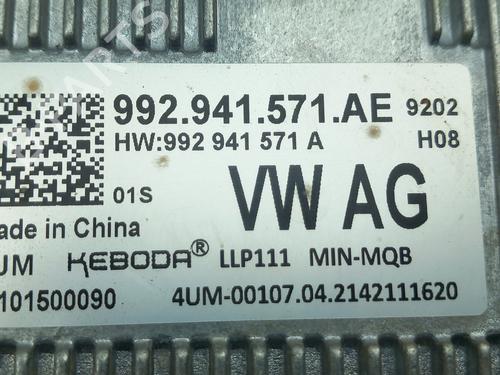 992.941.571.AE 9202
HW:992 941 571 A H08
01S VW AG
ade in China
UM KEBODA® LLP111 MIN-MQB
101500090 4UM-00107.04.2142111620